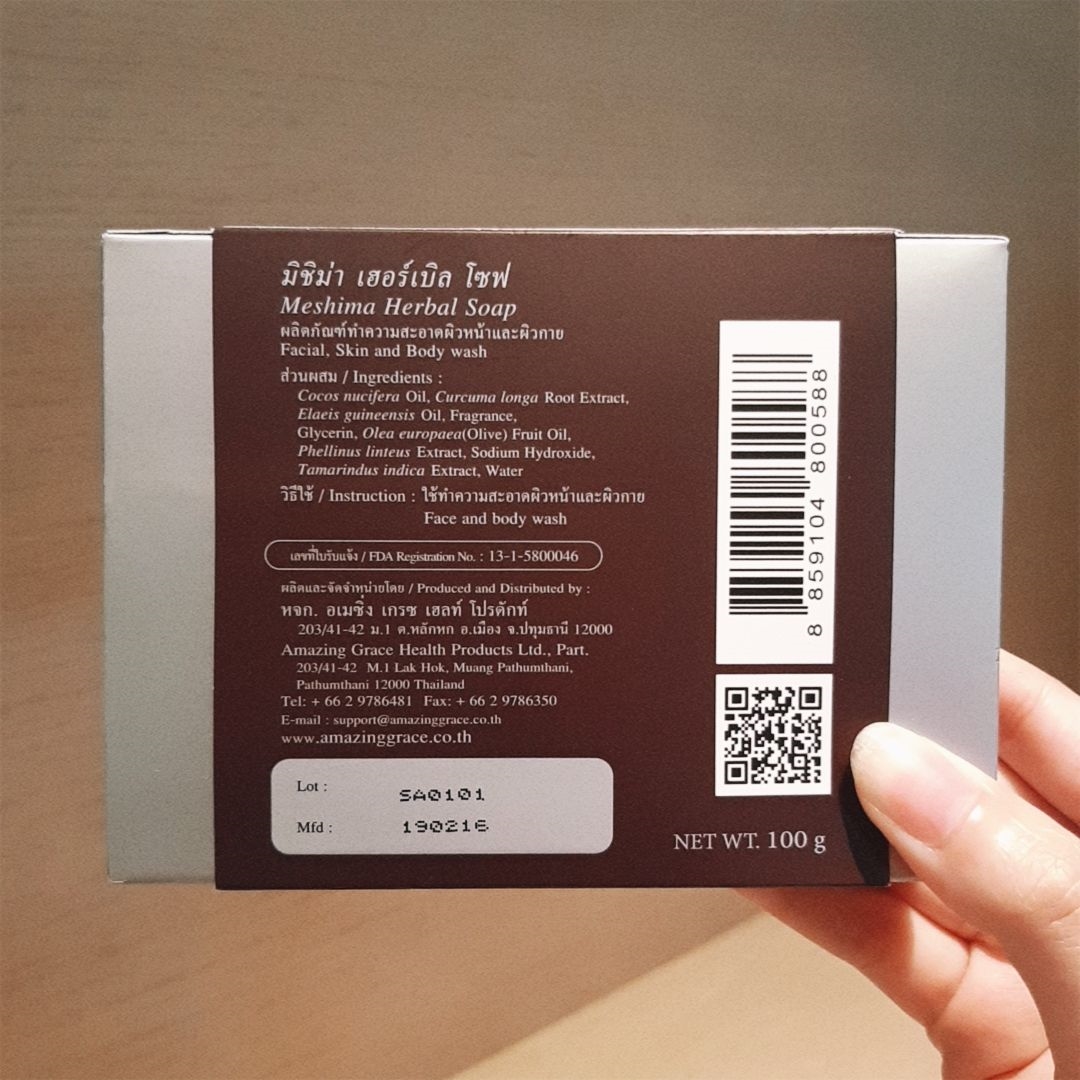 มิชิม่า เฮอร์เบิล โซฟ
Meshima Herbal Soap
ผลิตภัณฑ์ทำความสะอาดผิวหน้าและผิวกาย
Facial, Skin and Body wash
ส่วนผสม / Ingredients :
Cocos nucifera Oil, Curcuma longa Root Extract,
Elaeis guineensis Oil, Fragrance,
Glycerin, Olea europaea(Olive) Fruit Oil,
Phellinus linteus Extract, Sodium Hydroxide,
Tamarindus indica Extract, Water
วิธีใช้ / Instruction : ใช้ทำความสะอาดผิวหน้าและผิวกาย
Face and body wash
เลขที่ใบรับแจ้ง / FDA Registration No. : 13-1-5800046
ผลิตและจัดจำหน่ายโดย / Produced and Distributed by :
หจก. อเมซิ่ง เกรซ เฮลท์ โปรดักท์
203/41-42 ม.1 ต.หลักหก อ.เมือง จ.ปทุมธานี 12000
Amazing Grace Health Products Ltd., Part.
203/41-42 M.1 Lak Hok, Muang Pathumthani,
Pathumthani 12000 Thailand
Tel: + 66 2 9786481 Fax: + 66 2 9786350
E-mail : support@amazinggrace.co.th
www.amazinggrace.co.th
Lot : SA0101
Mfd : 190216
8 859104 800588
NET WT. 100 g